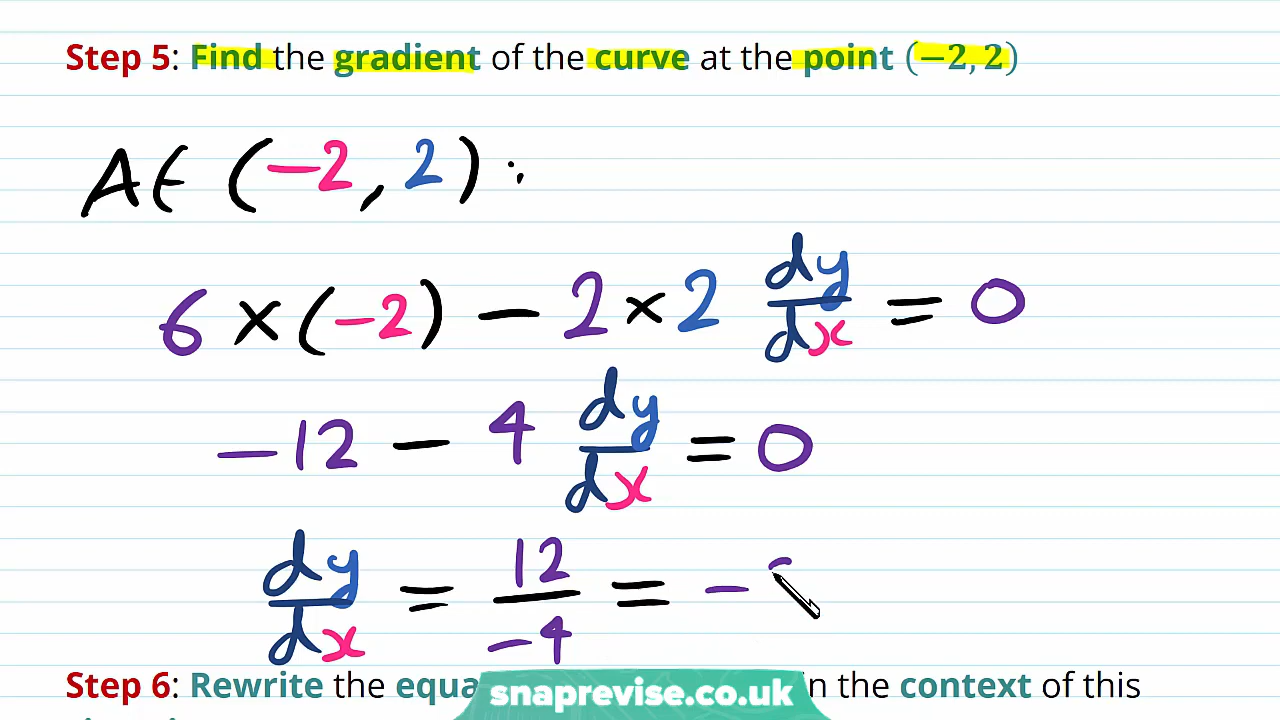 Step 5: Find the gradient of the curve at the point (−2, 2)
At (−2, 2):
6 × (−2) − 2 × 2 dy/dx = 0
−12 − 4 dy/dx = 0
dy/dx = 12/−4 = −
Step 6: Rewrite the equa
snaprevise.co.uk
in the context of this